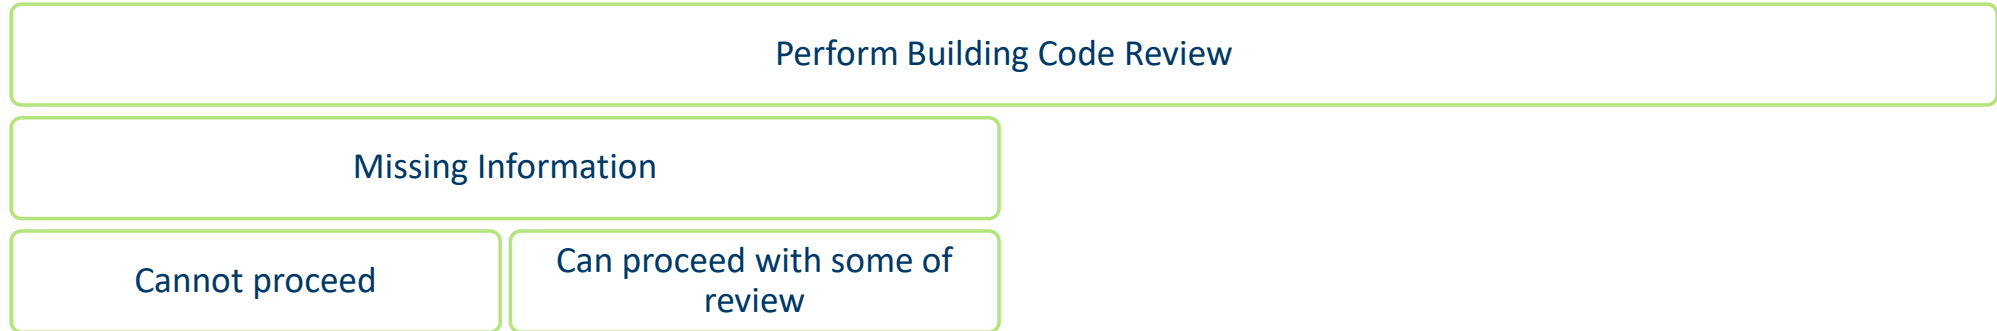 Perform Building Code Review
Missing Information
Cannot proceed
Can proceed with some of
review